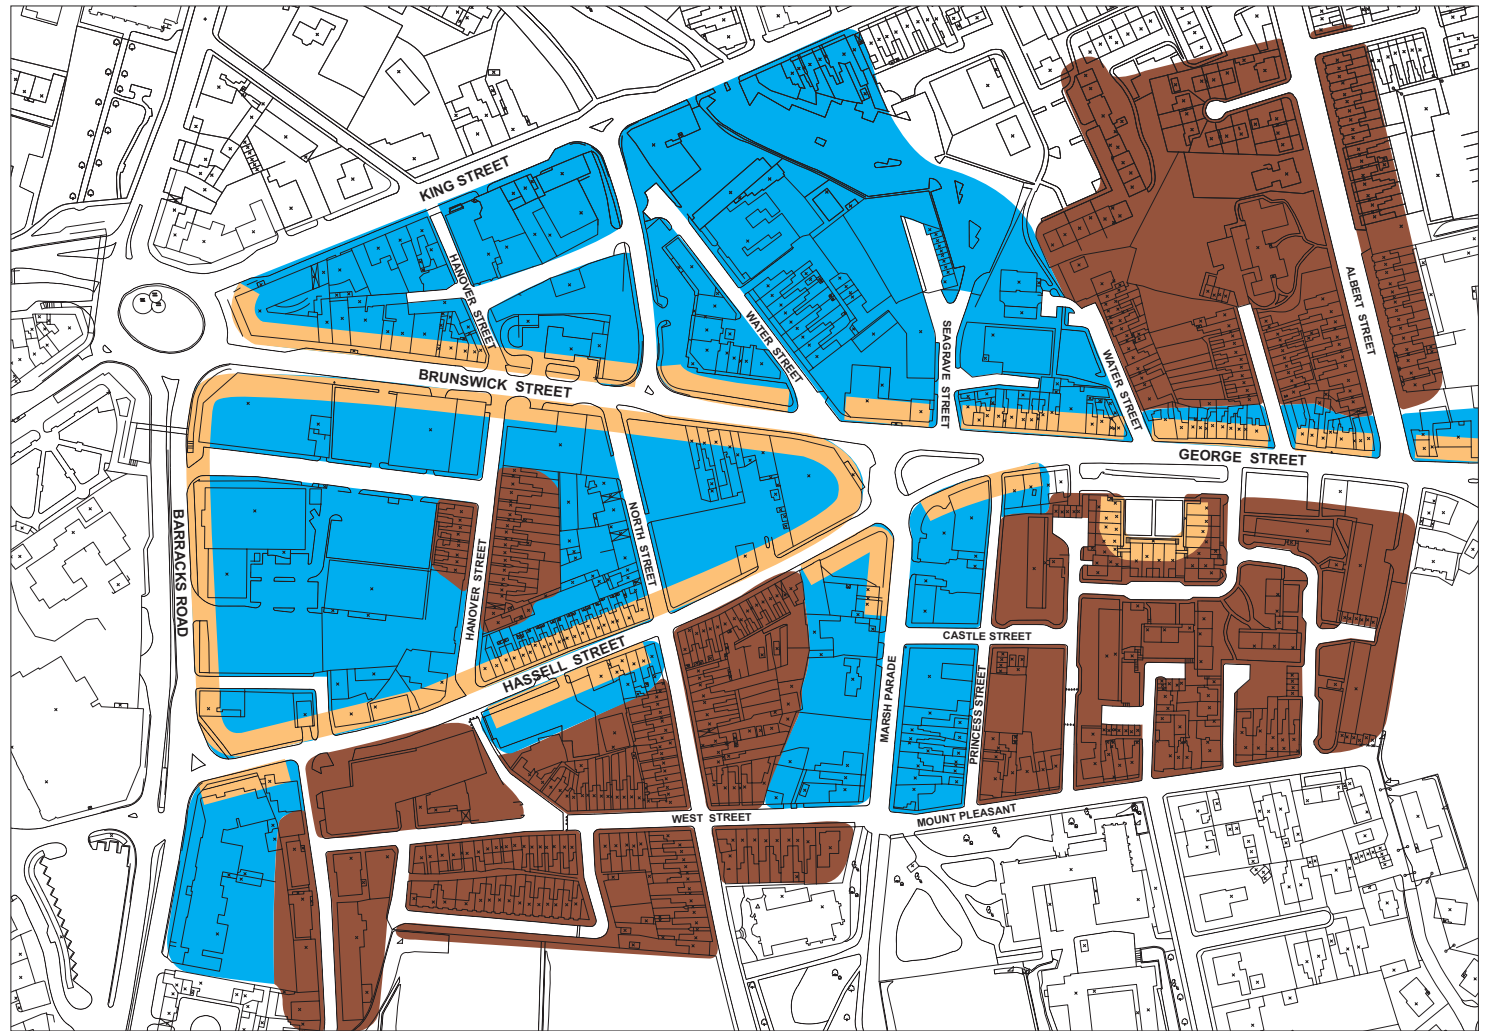 KING STREET
HANOVER STREET
WATER STREET
SEAGRAVE STREET
WATER STREET
ALBERT STREET
BRUNSWICK STREET
GEORGE STREET
BARRACKS ROAD
HANOVER STREET
NORTH STREET
HASSELL STREET
CASTLE STREET
MARSH PARADE
PRINCESS STREET
WEST STREET
MOUNT PLEASANT